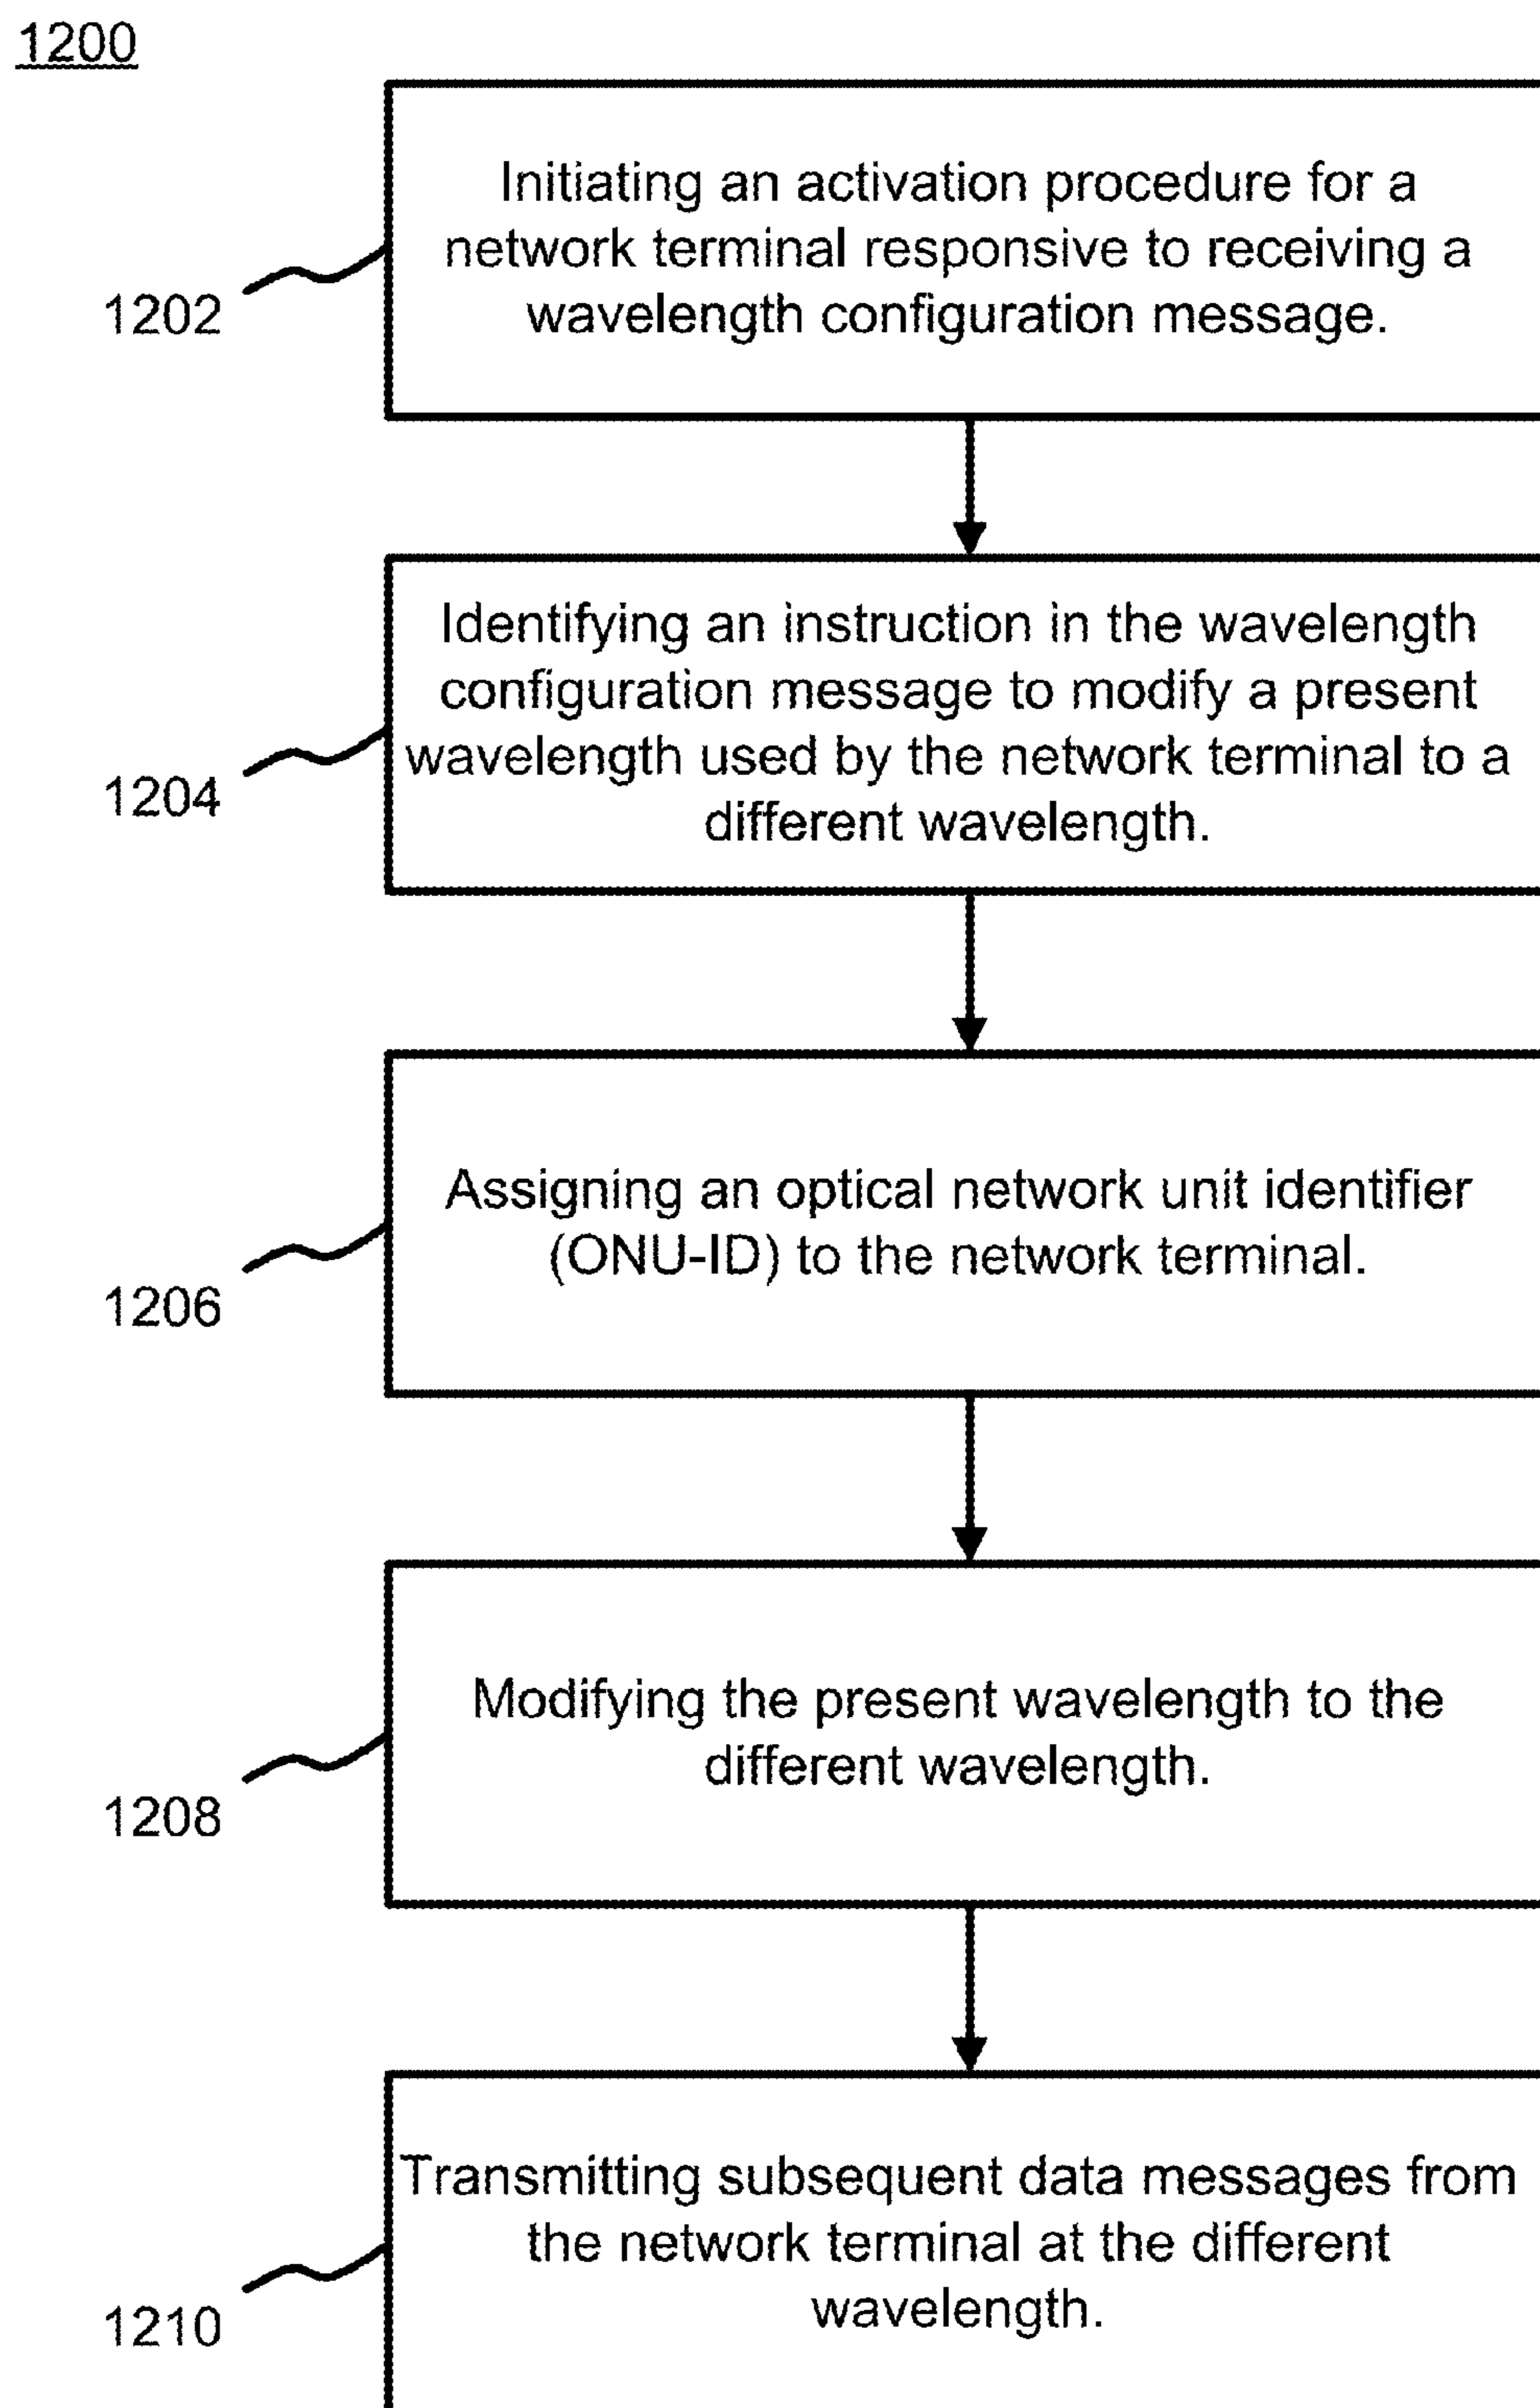 1200
Initiating an activation procedure for a
network terminal responsive to receiving a
wavelength configuration message.
1202
Identifying an instruction in the wavelength
configuration message to modify a present
wavelength used by the network terminal to a
different wavelength.
1204
Assigning an optical network unit identifier
(ONU-ID) to the network terminal.
1206
Modifying the present wavelength to the
different wavelength.
1208
Transmitting subsequent data messages from
the network terminal at the different
wavelength.
1210